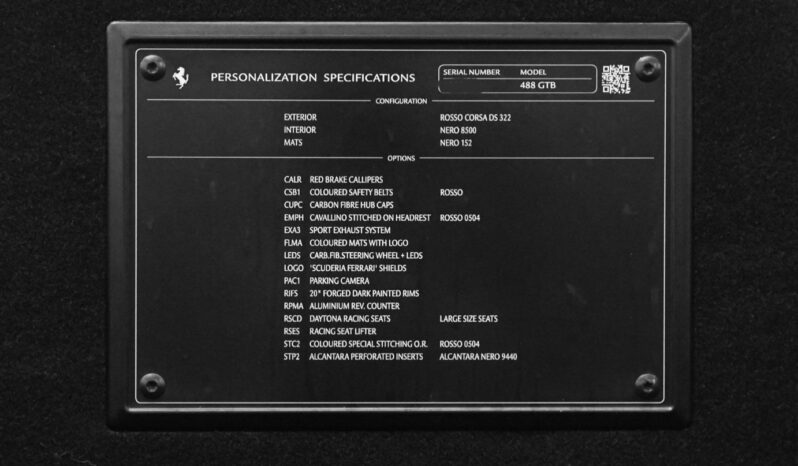 PERSONALIZATION SPECIFICATIONS
SERIAL NUMBER MODEL
488 GTB
CONFIGURATION
EXTERIOR ROSSO CORSA DS 322
INTERIOR NERO 8500
MATS NERO 152
OPTIONS
CALR RED BRAKE CALLIPERS
CSB1 COLOURED SAFETY BELTS ROSSO
CUPC CARBON FIBRE HUB CAPS
EMPH CAVALLINO STITCHED ON HEADREST ROSSO 0504
EXA3 SPORT EXHAUST SYSTEM
FLMA COLOURED MATS WITH LOGO
LEDS CARB.FIB.STEERING WHEEL + LEDS
LOGO 'SCUDERIA FERRARI' SHIELDS
PAC1 PARKING CAMERA
RIFS 20" FORGED DARK PAINTED RIMS
RPMA ALUMINIUM REV. COUNTER
RSCD DAYTONA RACING SEATS LARGE SIZE SEATS
RSES RACING SEAT LIFTER
STC2 COLOURED SPECIAL STITCHING O.R. ROSSO 0504
STP2 ALCANTARA PERFORATED INSERTS ALCANTARA NERO 9440